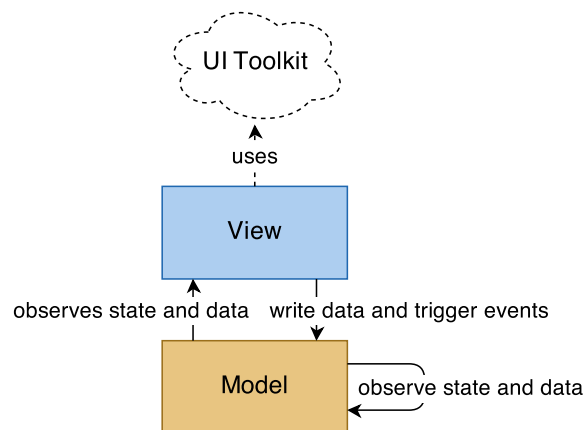 UI Toolkit
uses
View
observes state and data
write data and trigger events
Model
observe state and data